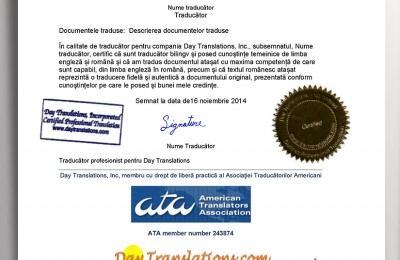 Nume traducător
Traducător
Documentele traduse: Descrierea documentelor traduse
În calitate de traducător pentru compania Day Translations, Inc., subsemnatul, Nume
traducător, certific că sunt traducător bilingv și posed cunoștințe temeinice de limba
engleză și română și că am tradus documentul atașat cu maxima competență de care
sunt capabil, din limba engleză în română, precum și că textul românesc atașat
reprezintă o traducere fidelă și autentică a documentului original, prezentată conform
cunoștințelor pe care le posed și bunei mele credințe.
Semnat la data de16 noiembrie 2014
Day Translations, Incorporated
Certified Professional Translation
www.daytranslations.com
Signature
Certified
Nume Traducător
Traducător profesionist pentru Day Translations
Day Translations, Inc, membru cu drept de liberă practică al Asociației Traducătorilor Americani
ata American
Translators
Association
ATA member number 243874
DayTranslations.com